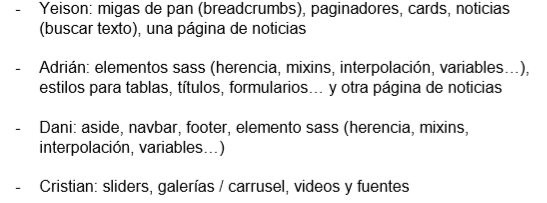 - Yeison: migas de pan (breadcrumbs), paginadores, cards, noticias
(buscar texto), una página de noticias
- Adrián: elementos sass (herencia, mixins, interpolación, variables…),
estilos para tablas, títulos, formularios… y otra página de noticias
- Dani: aside, navbar, footer, elemento sass (herencia, mixins,
interpolación, variables…)
- Cristian: sliders, galerías / carrusel, videos y fuentes